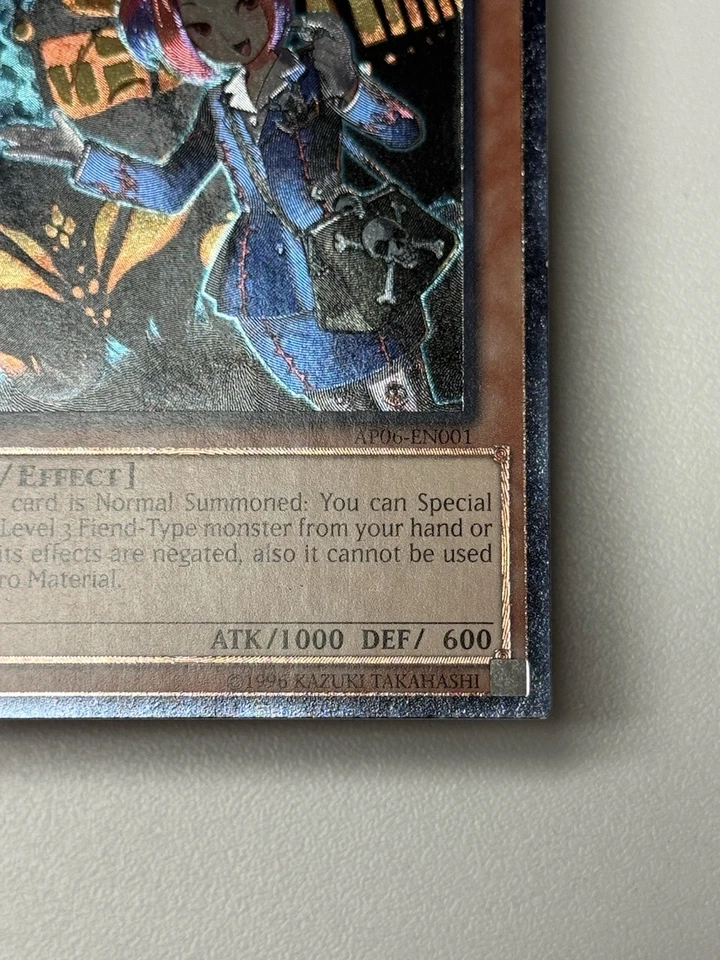 AP06-EN001
/EFFECT]
card is Normal Summoned: You can Special
Level 3 Fiend-Type monster from your hand or
its effects are negated, also it cannot be used
ro Material.
ATK/1000 DEF/ 600
©1996 KAZUKI TAKAHASHI